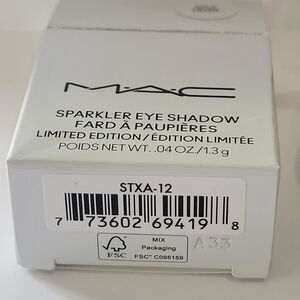 M·A·C
SPARKLER EYE SHADOW
FARD À PAUPIÈRES
LIMITED EDITION / ÉDITION LIMITÉE
POIDS NET WT. .04 OZ./1.3 g
STXA-12
7 73602 69419 8
MIX
Packaging
FSC
FSC® C095159
A33